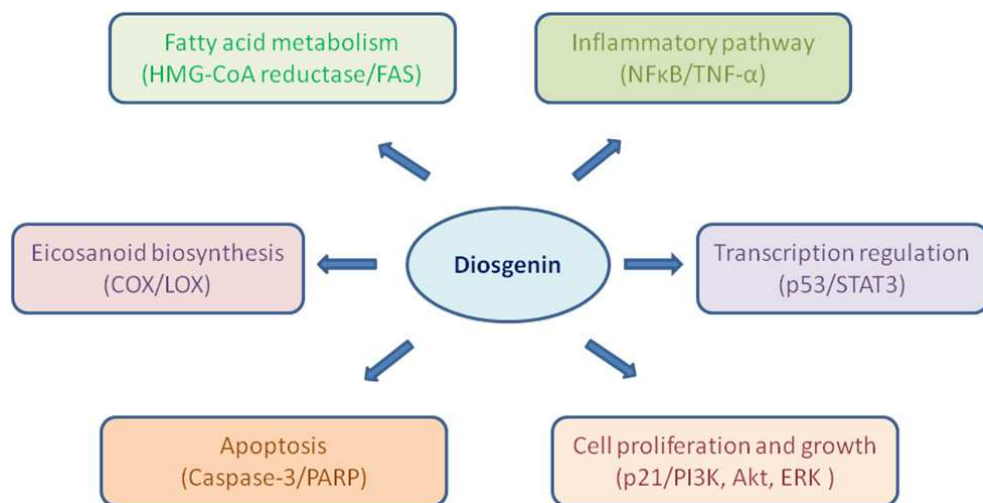 Fatty acid metabolism
(HMG-CoA reductase/FAS)
Inflammatory pathway
(NFκB/TNF-α)
Eicosanoid biosynthesis
(COX/LOX)
Diosgenin
Transcription regulation
(p53/STAT3)
Apoptosis
(Caspase-3/PARP)
Cell proliferation and growth
(p21/PI3K, Akt, ERK )